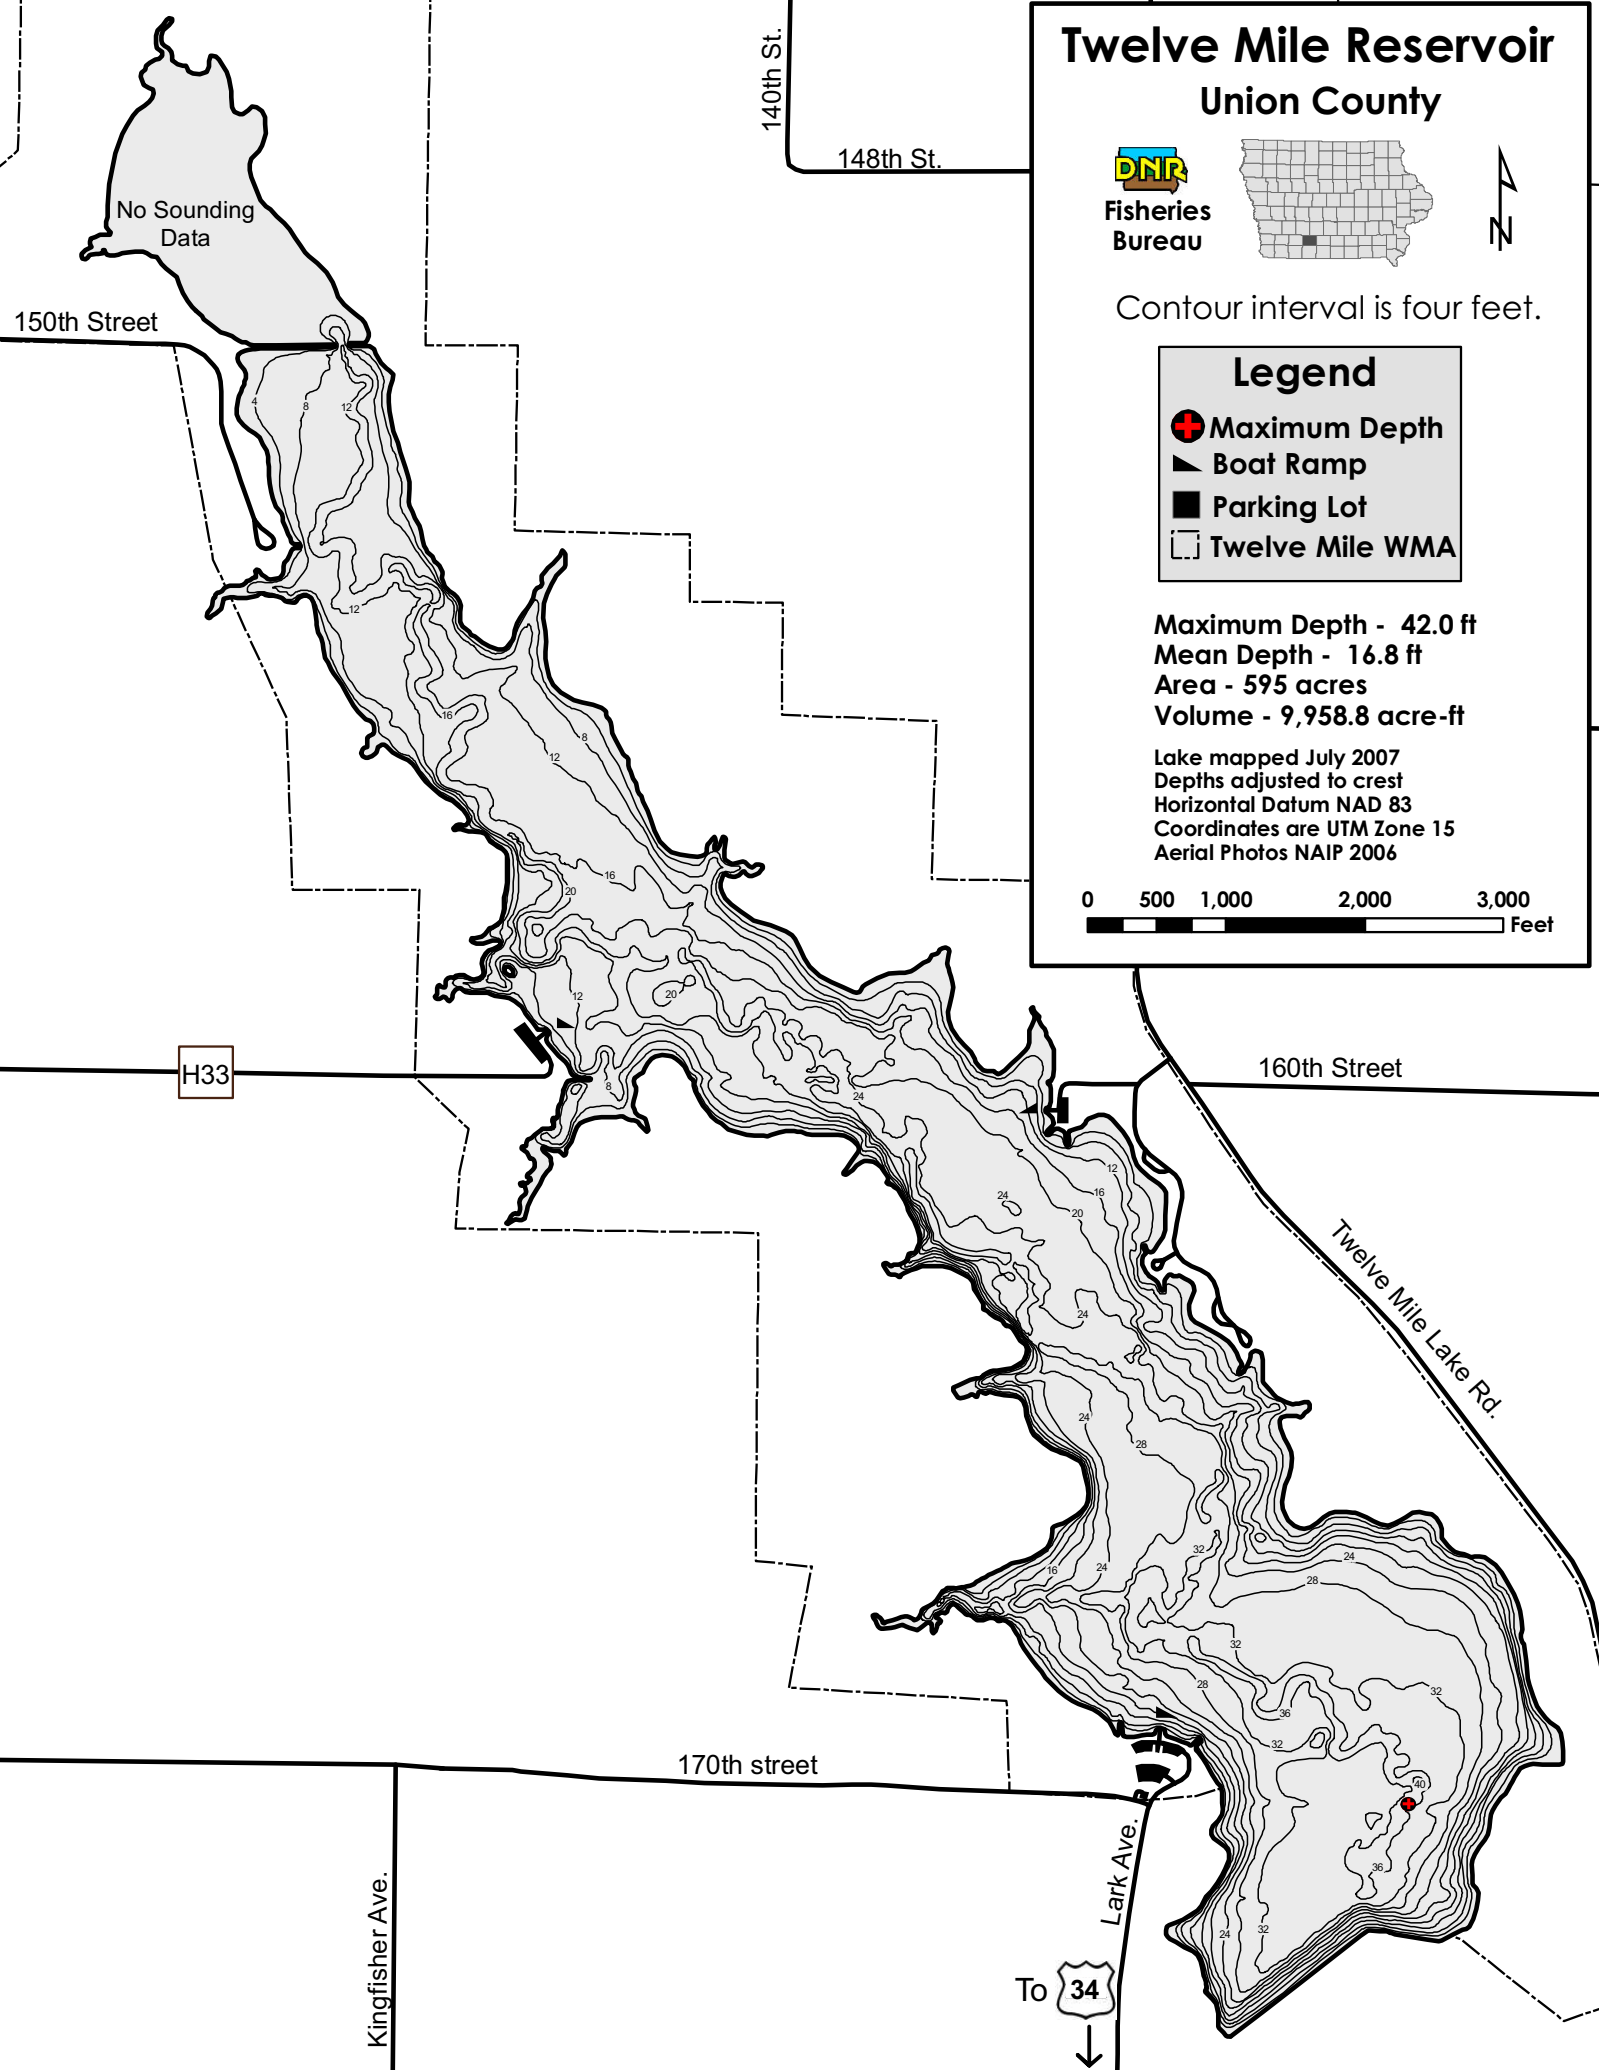 Twelve Mile Reservoir
Union County
DNR
Fisheries
Bureau
N
Contour interval is four feet.
Legend
Maximum Depth
Boat Ramp
Parking Lot
Twelve Mile WMA
Maximum Depth - 42.0 ft
Mean Depth - 16.8 ft
Area - 595 acres
Volume - 9,958.8 acre-ft
Lake mapped July 2007
Depths adjusted to crest
Horizontal Datum NAD 83
Coordinates are UTM Zone 15
Aerial Photos NAIP 2006
0 500 1,000 2,000 3,000
Feet
140th St.
148th St.
No Sounding
Data
150th Street
4
8
12
12
16
8
12
16
20
12
20
H33
8
24
160th Street
12
16
20
24
24
Twelve Mile Lake Rd.
24
28
32
24
16
24
28
32
28
32
36
32
40
170th street
36
24
32
Kingfisher Ave.
Lark Ave.
To 34